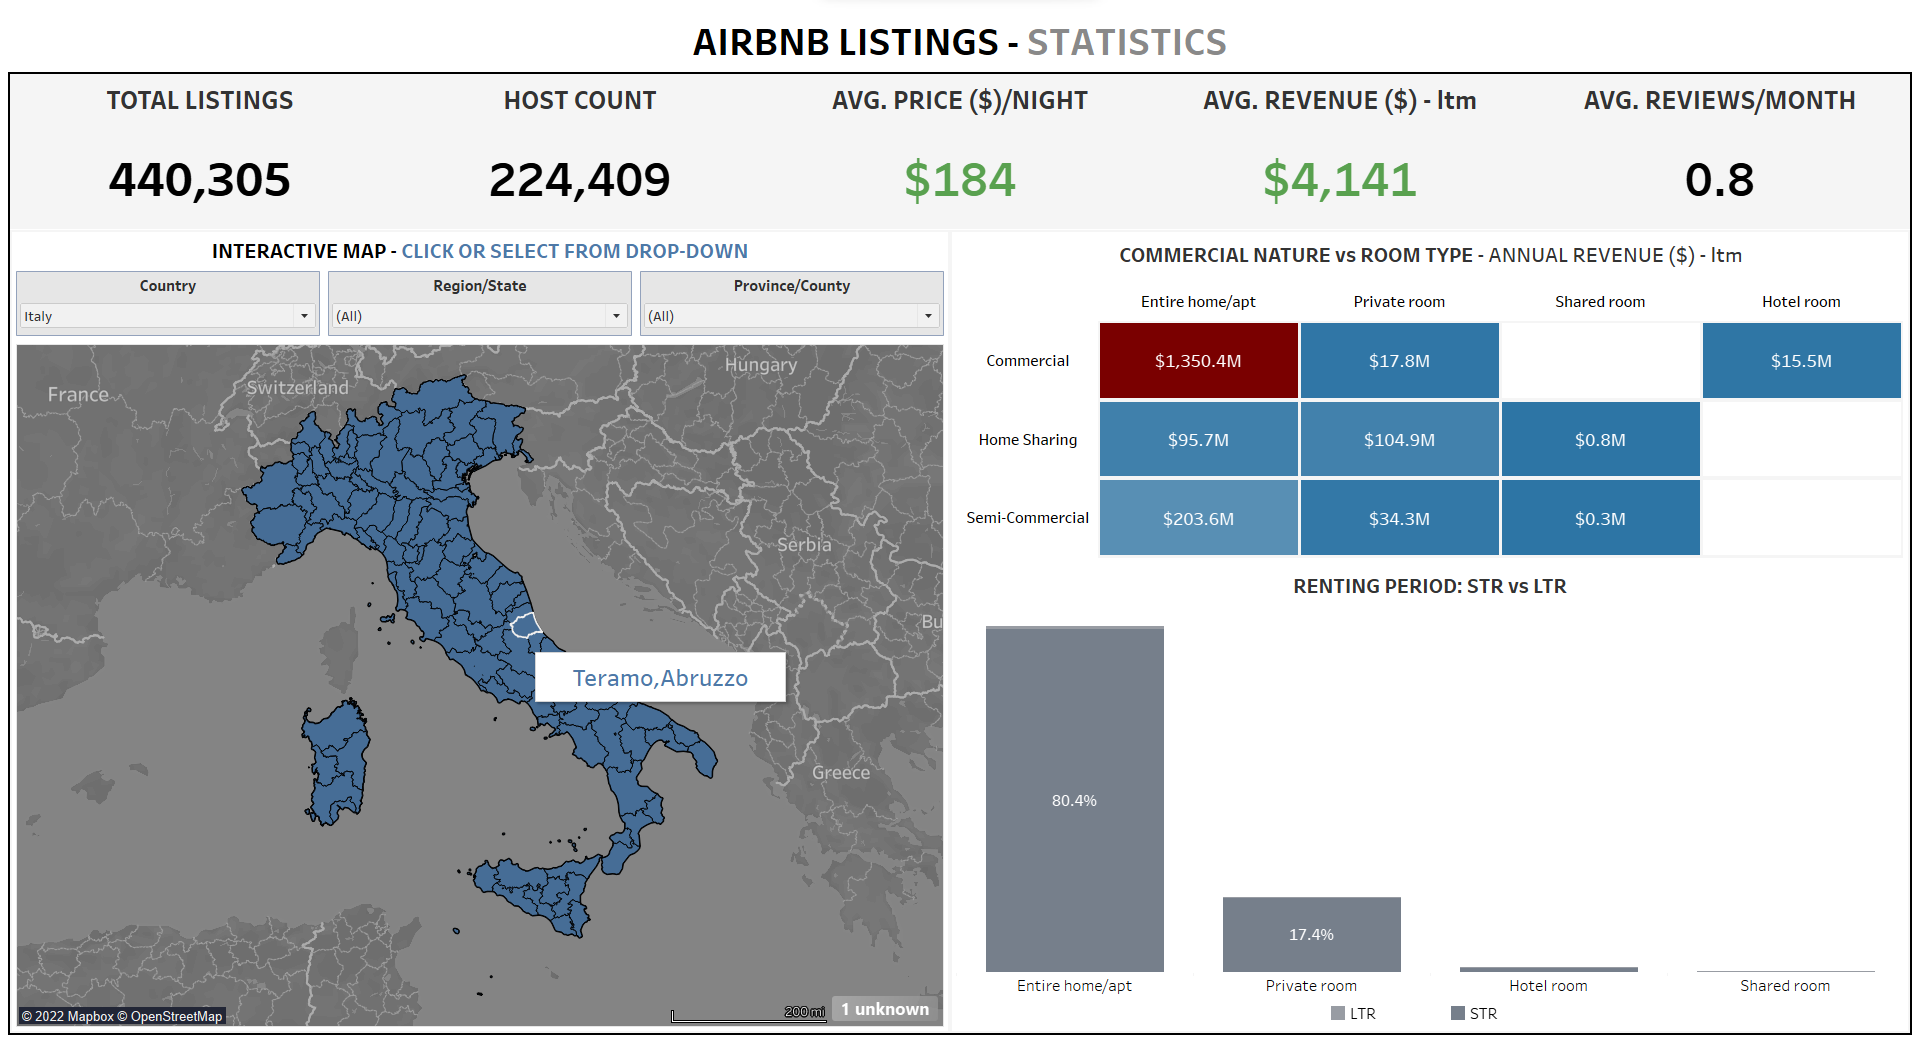 AIRBNB LISTINGS - STATISTICS
TOTAL LISTINGS
HOST COUNT
AVG. PRICE ($)/NIGHT
AVG. REVENUE ($) - ltm
AVG. REVIEWS/MONTH
440,305
224,409
$184
$4,141
0.8
INTERACTIVE MAP - CLICK OR SELECT FROM DROP-DOWN
Country
Region/State
Province/County
Italy
(All)
(All)
France
Switzerland
Hungary
Serbia
Bu
Greece
Teramo,Abruzzo
© 2022 Mapbox © OpenStreetMap
200 mi
1 unknown
COMMERCIAL NATURE vs ROOM TYPE - ANNUAL REVENUE ($) - ltm
Entire home/apt
Private room
Shared room
Hotel room
Commercial
$1,350.4M
$17.8M
$15.5M
Home Sharing
$95.7M
$104.9M
$0.8M
Semi-Commercial
$203.6M
$34.3M
$0.3M
RENTING PERIOD: STR vs LTR
80.4%
17.4%
Entire home/apt
Private room
Hotel room
Shared room
LTR
STR